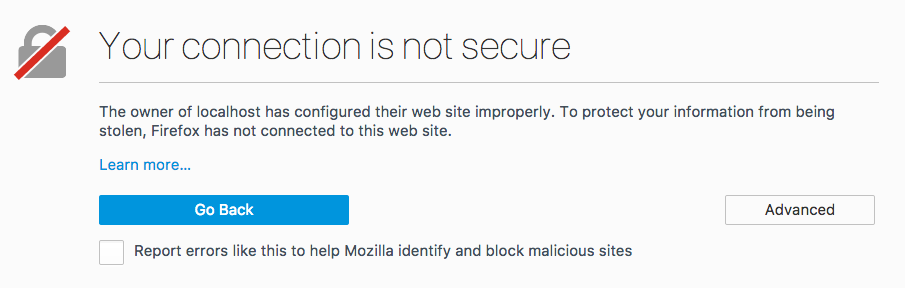 Your connection is not secure
The owner of localhost has configured their web site improperly. To protect your information from being
stolen, Firefox has not connected to this web site.
Learn more...
Go Back
Advanced
Report errors like this to help Mozilla identify and block malicious sites